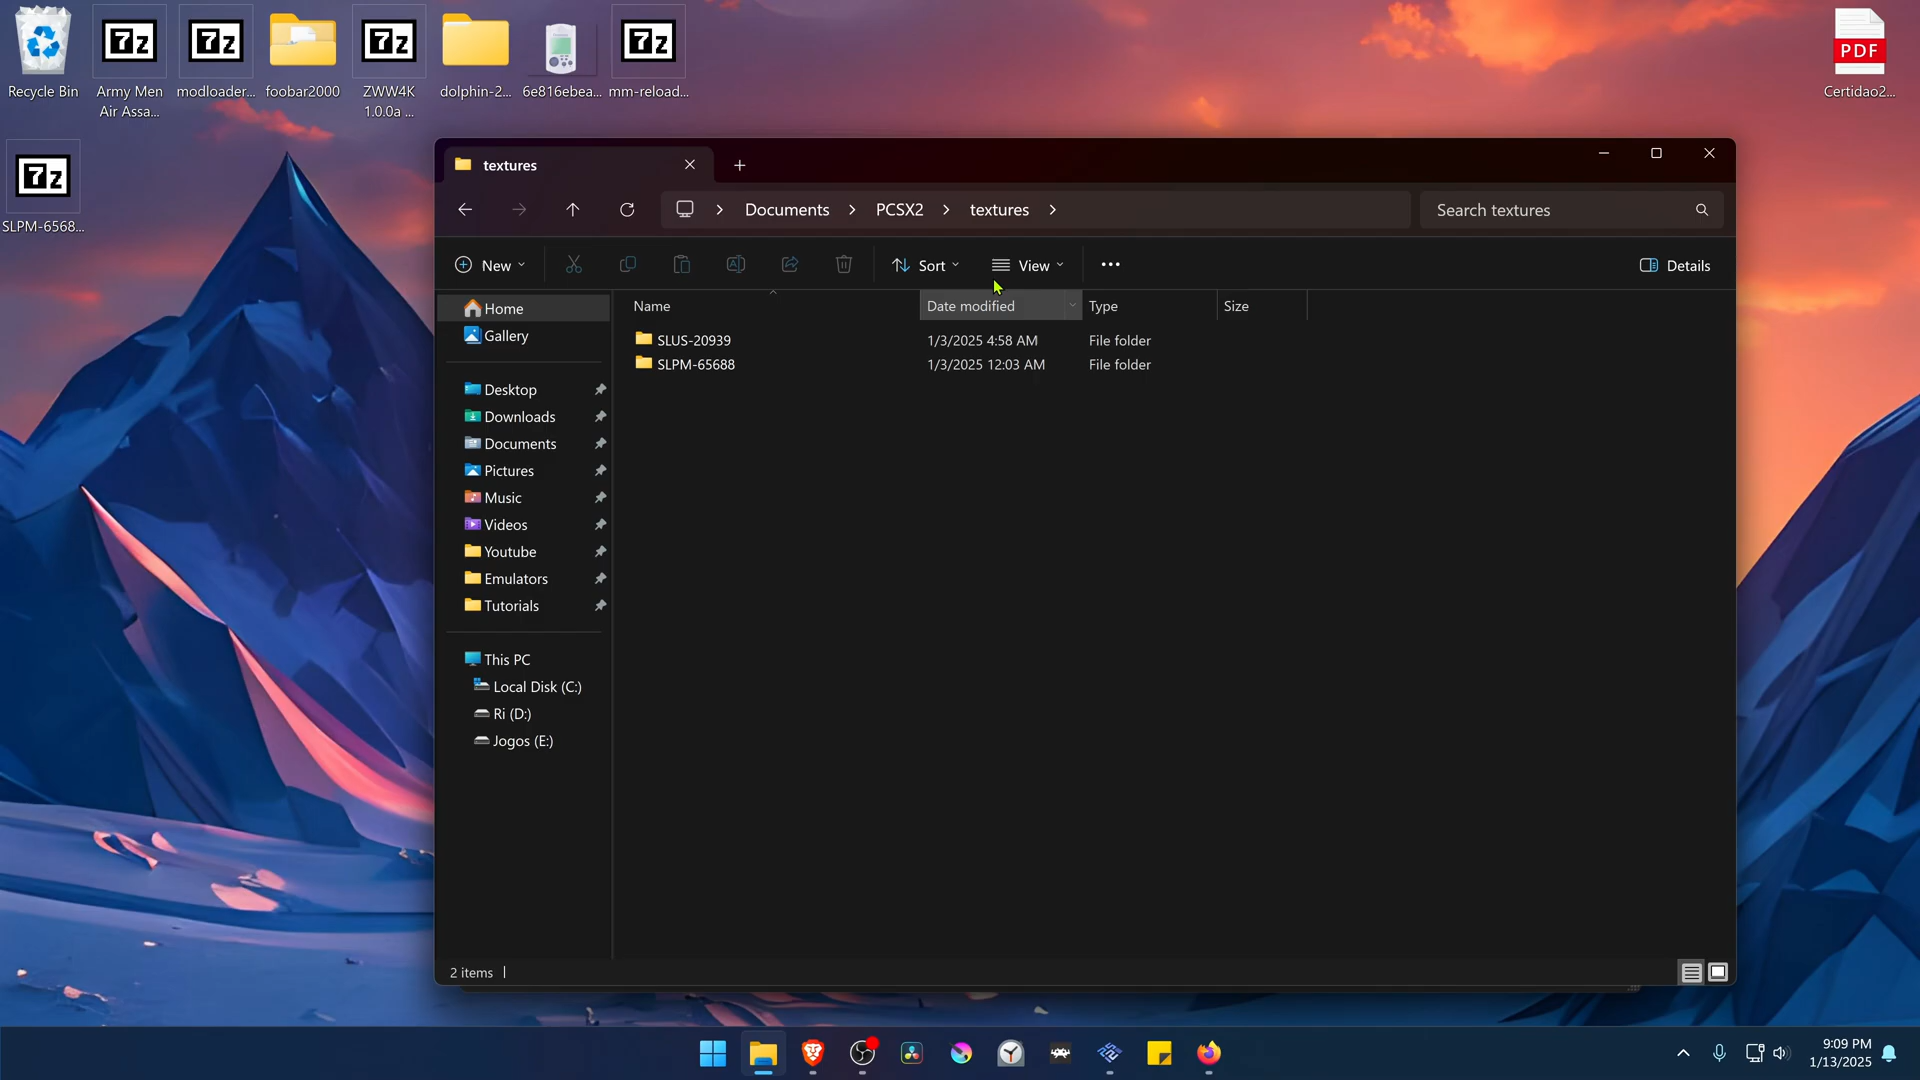 Recycle Bin
Army Men
Air Assa...
modloader...
foobar2000
ZWW4K
1.0.0a ...
dolphin-2...
6e816ebea...
mm-reload...
PDF
Certidao2...
SLPM-6568...
textures
Documents
PCSX2
textures
Search textures
New
Sort
View
Details
Name
Date modified
Type
Size
Home
Gallery
SLUS-20939
1/3/2025 4:58 AM
File folder
SLPM-65688
1/3/2025 12:03 AM
File folder
Desktop
Downloads
Documents
Pictures
Music
Videos
Youtube
Emulators
Tutorials
This PC
Local Disk (C:)
Ri (D:)
Jogos (E:)
2 items
9:09 PM
1/13/2025